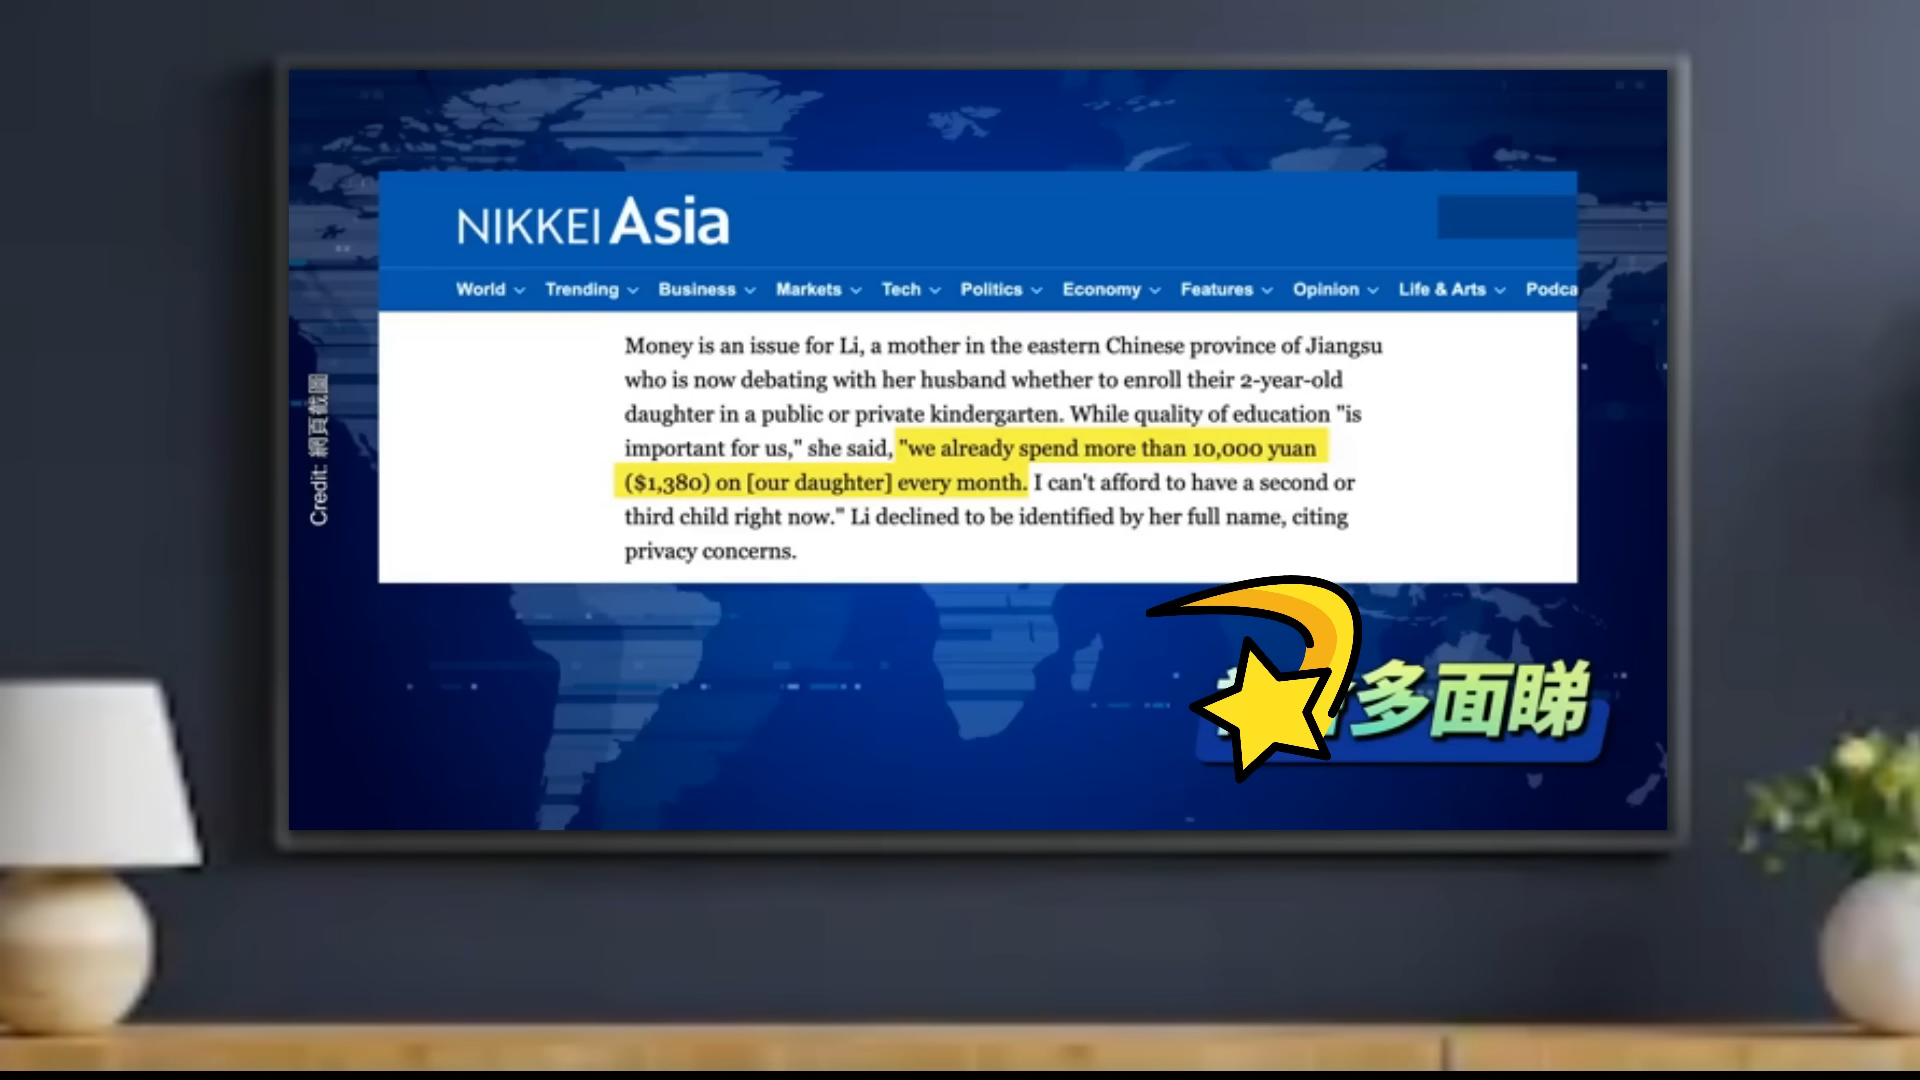 NIKKEI Asia
World Trending Business Markets Tech Politics Economy Features Opinion Life & Arts Podca
Money is an issue for Li, a mother in the eastern Chinese province of Jiangsu
who is now debating with her husband whether to enroll their 2-year-old
daughter in a public or private kindergarten. While quality of education "is
important for us," she said, "we already spend more than 10,000 yuan
($1,380) on [our daughter] every month. I can't afford to have a second or
third child right now." Li declined to be identified by her full name, citing
privacy concerns.
Credit: 網頁截圖
多面睇